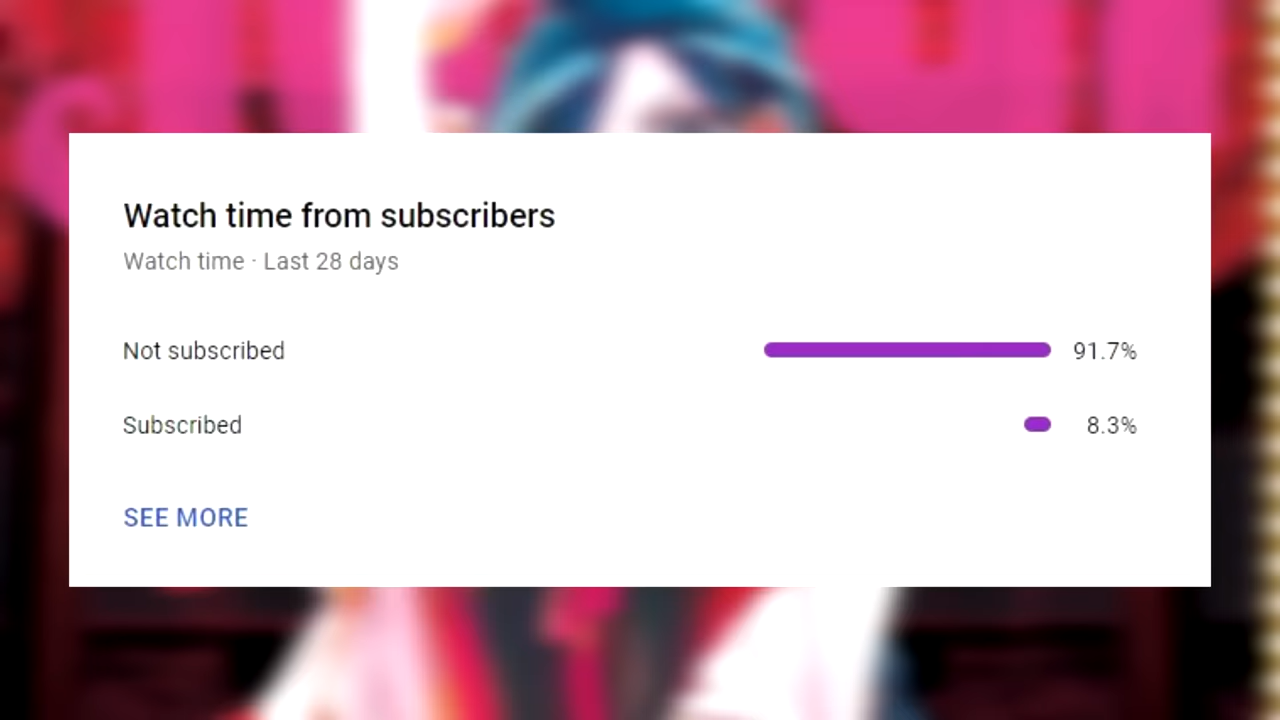 Watch time from subscribers
Watch time · Last 28 days
Not subscribed 91.7%
Subscribed 8.3%
SEE MORE